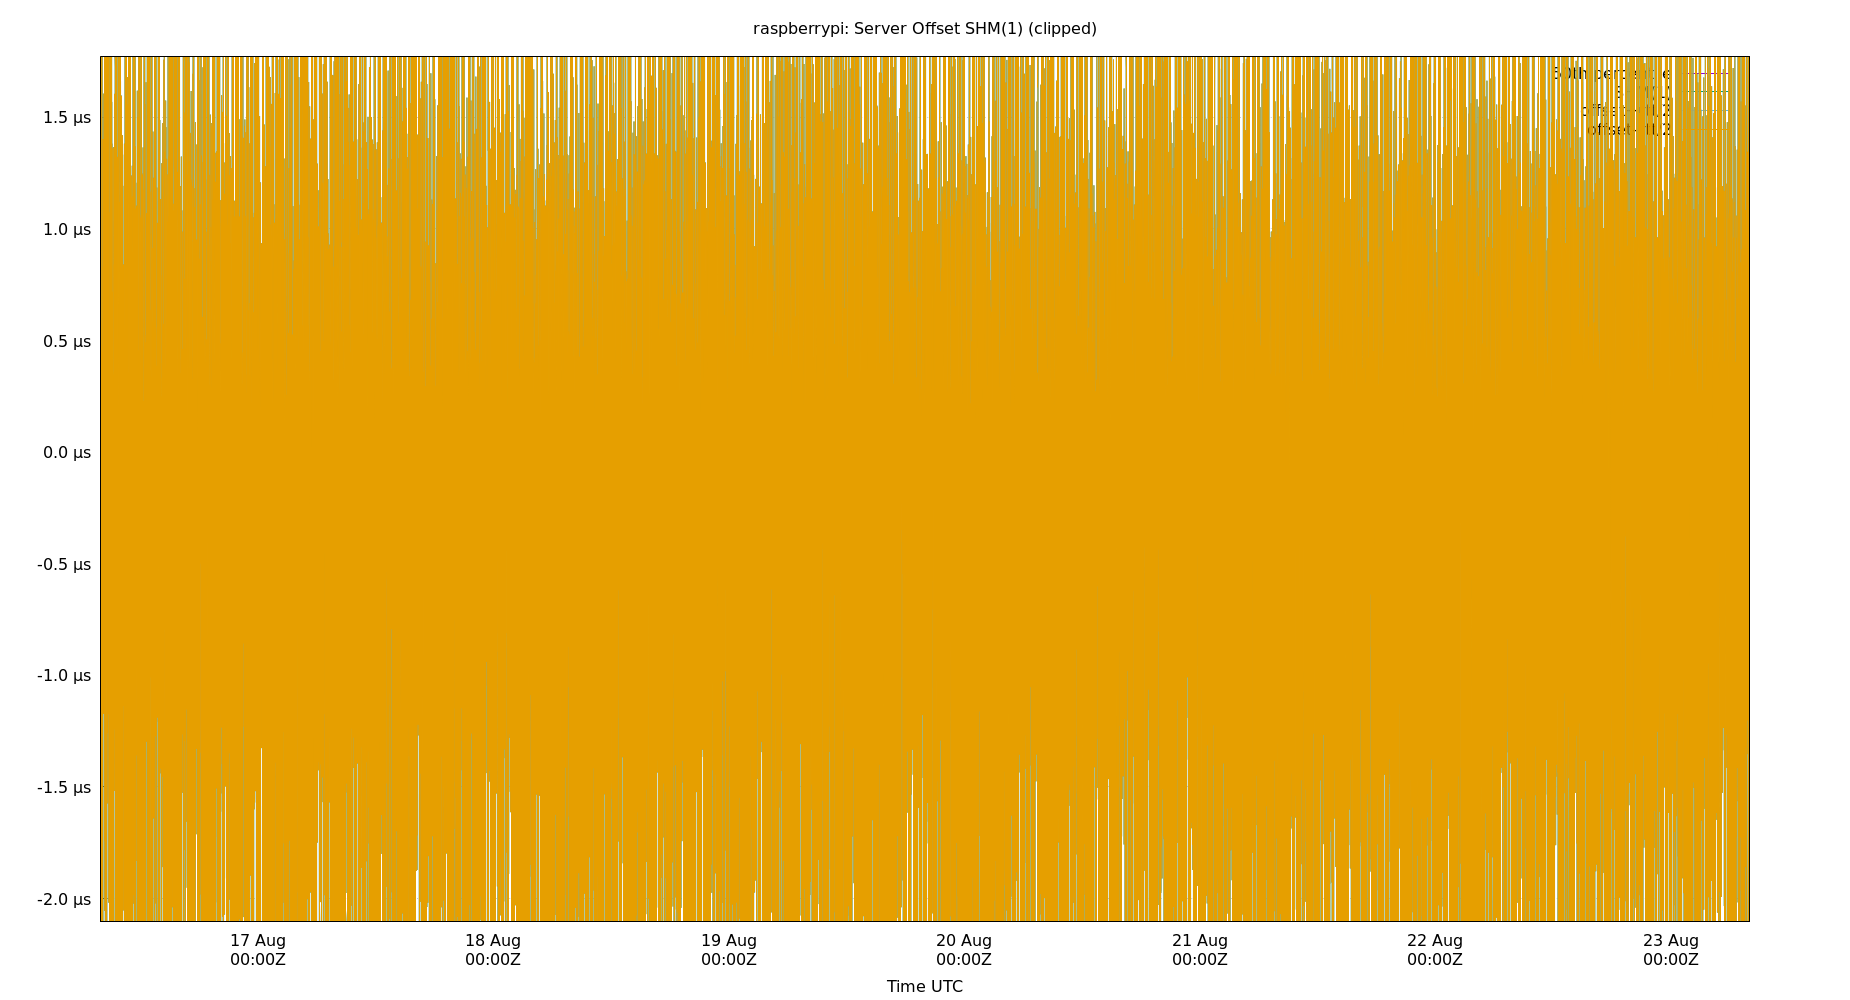 raspberrypi: Server Offset SHM(1) (clipped)
1.5 µs
1.0 µs
0.5 µs
0.0 µs
-0.5 µs
-1.0 µs
-1.5 µs
-2.0 µs
17 Aug 18 Aug 19 Aug 20 Aug 21 Aug 22 Aug 23 Aug
00:00Z 00:00Z 00:00Z 00:00Z 00:00Z 00:00Z 00:00Z
Time UTC